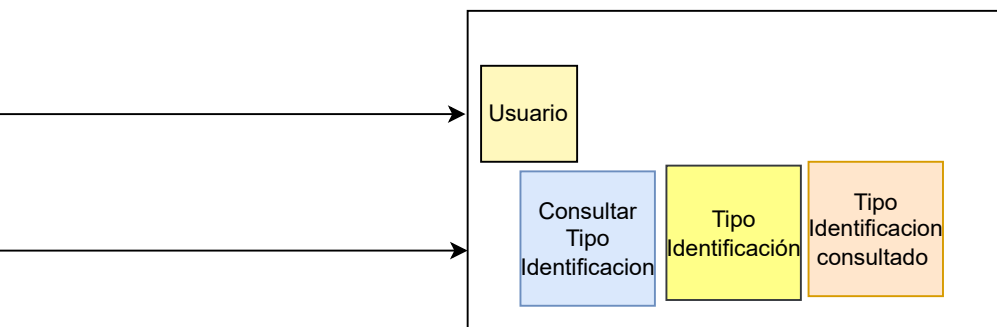 Usuario
Consultar
Tipo
Identificacion
Tipo
Identificación
Tipo
Identificacion
consultado